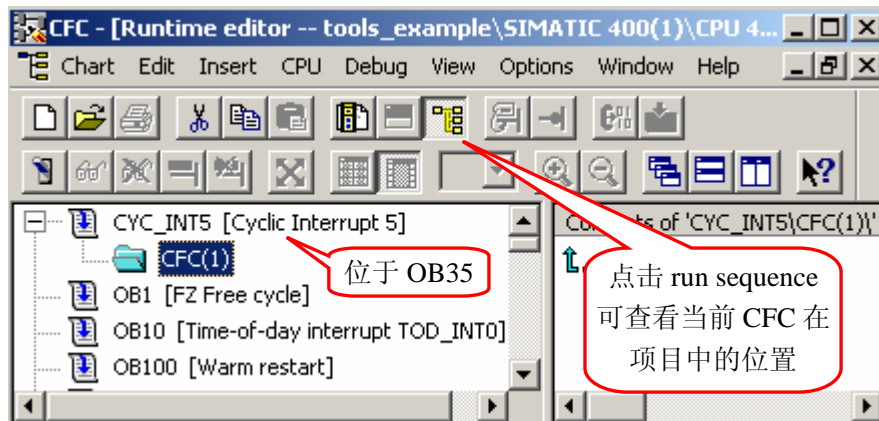 CFC - [Runtime editor -- tools_example\SIMATIC 400(1)\CPU 4...
Chart Edit Insert CPU Debug View Options Window Help
CYC_INT5 [Cyclic Interrupt 5]
CFC(1)
OB1 [FZ Free cycle]
OB10 [Time-of-day interrupt TOD_INT0]
OB100 [Warm restart]
位于 OB35
of 'CYC_INT5\CFC(1)\'
点击 run sequence
可查看当前 CFC 在
项目中的位置